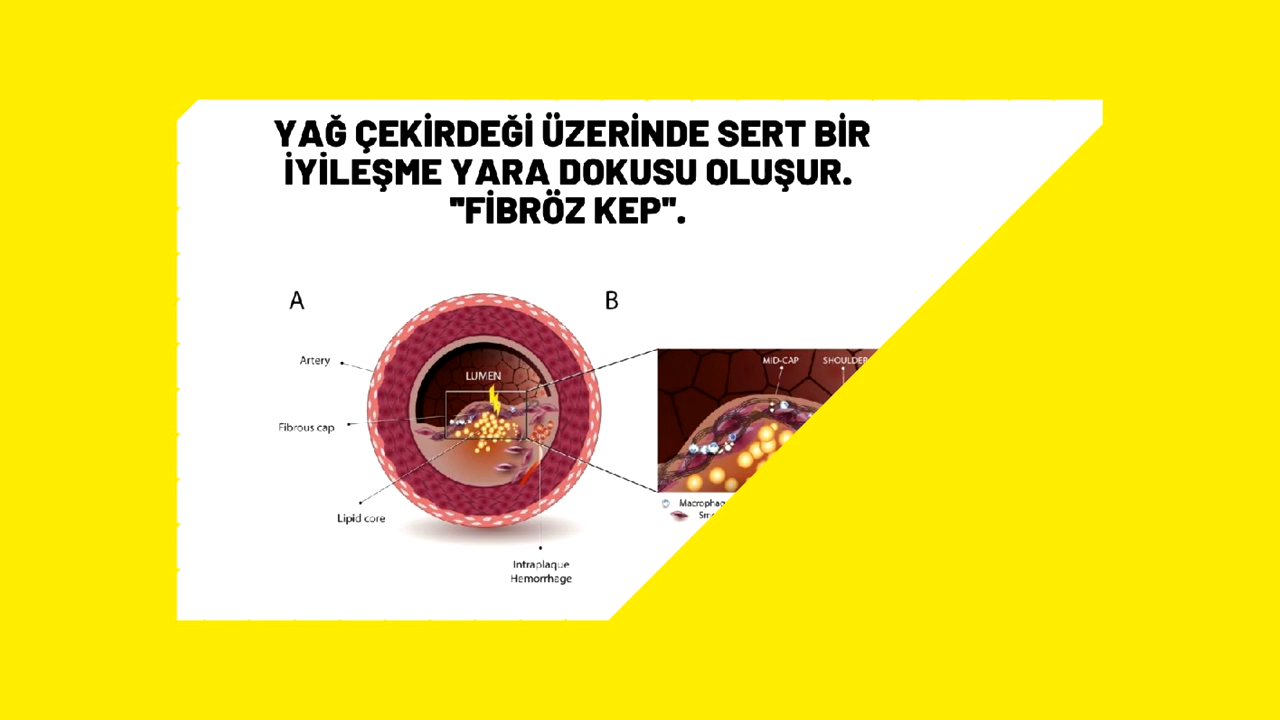 YAĞ ÇEKİRDEĞİ ÜZERİNDE SERT BİR
İYİLEŞME YARA DOKUSU OLUŞUR.
"FİBRÖZ KEP".
A
B
Artery
LUMEN
MID-CAP
SHOULDER
Fibrous cap
Lipid core
Intraplaque
Hemorrhage